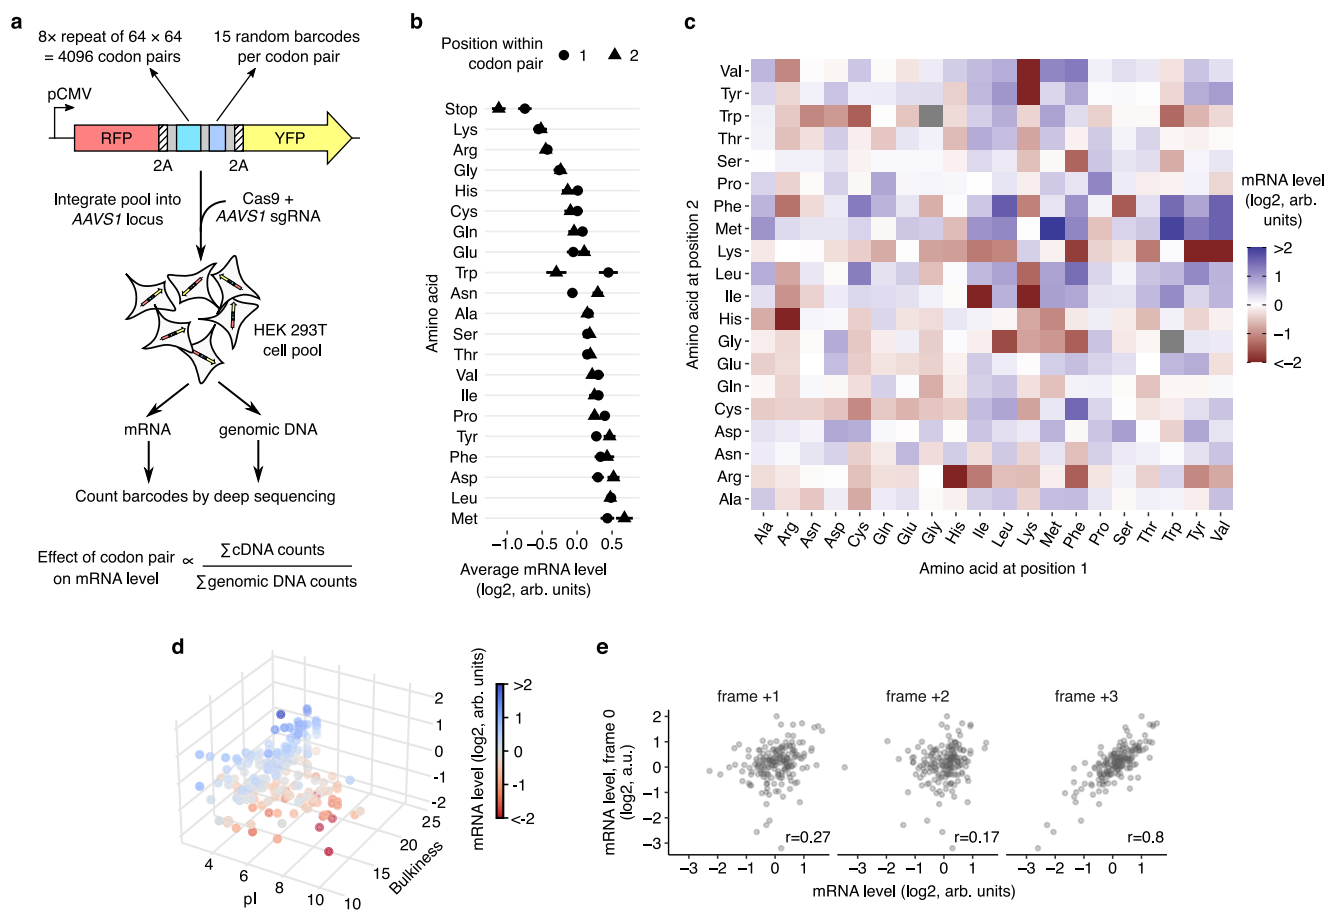 a
8× repeat of 64 × 64
= 4096 codon pairs
15 random barcodes
per codon pair
pCMV
RFP
YFP
2A
2A
Integrate pool into
AAVS1 locus
Cas9 +
AAVS1 sgRNA
HEK 293T
cell pool
mRNA
genomic DNA
Count barcodes by deep sequencing
Effect of codon pair
on mRNA level
∝
∑cDNA counts
∑genomic DNA counts
b
Position within
codon pair
1
2
Amino acid
Stop
Lys
Arg
Gly
His
Cys
Gln
Glu
Trp
Asn
Ala
Ser
Thr
Val
Ile
Pro
Tyr
Phe
Asp
Leu
Met
−1.0 −0.5 0.0 0.5
Average mRNA level
(log2, arb. units)
c
Amino acid at position 2
Val
Tyr
Trp
Thr
Ser
Pro
Phe
Met
Lys
Leu
Ile
His
Gly
Glu
Gln
Cys
Asp
Asn
Arg
Ala
Ala Arg Asn Asp Cys Gln Glu Gly His Ile Leu Lys Met Phe Pro Ser Thr Trp Tyr Val
Amino acid at position 1
mRNA level
(log2, arb.
units)
>2
1
0
−1
<−2
d
2
1
0
-1
-2
25
20
15
10
Bulkiness
4
6
8
10
pI
mRNA level (log2, arb. units)
>2
1
0
-1
<-2
e
frame +1
frame +2
frame +3
mRNA level, frame 0
(log2, a.u.)
2
1
0
−1
−2
−3
r=0.27
r=0.17
r=0.8
−3 −2 −1 0 1
−3 −2 −1 0 1
−3 −2 −1 0 1
mRNA level (log2, arb. units)